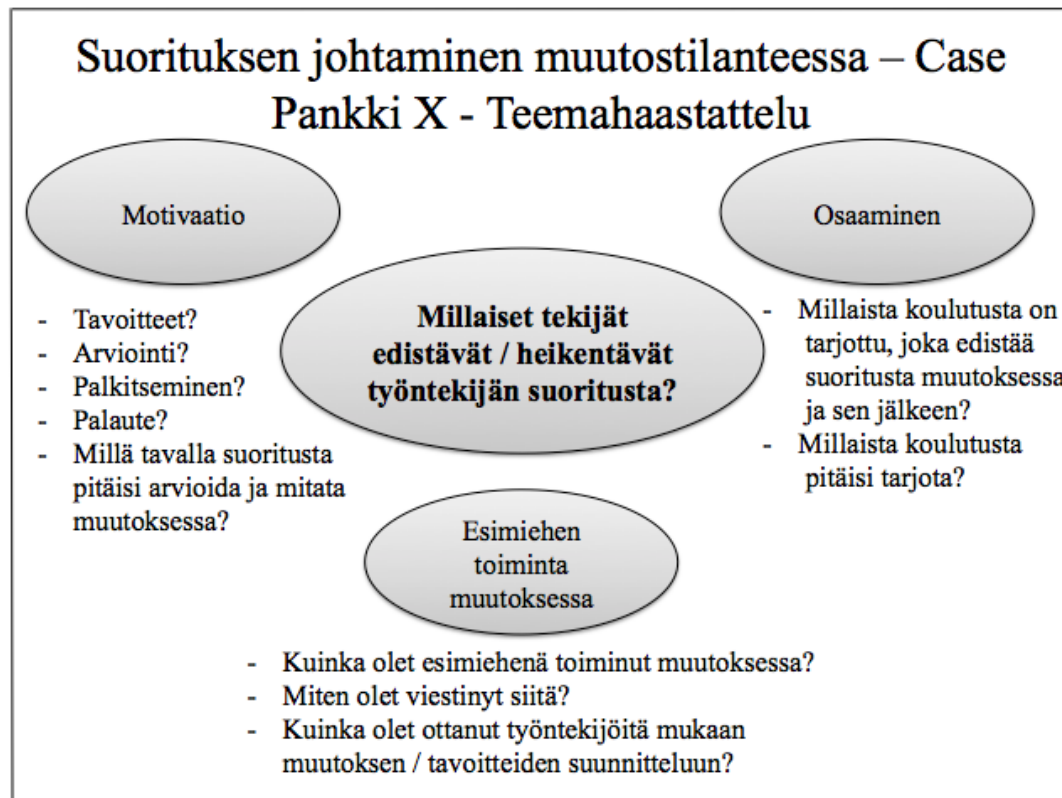 Suorituksen johtaminen muutostilanteessa – Case
Pankki X - Teemahaastattelu
Motivaatio
Osaaminen
Millaiset tekijät
edistävät / heikentävät
työntekijän suoritusta?
- Tavoitteet?
- Arviointi?
- Palkitseminen?
- Palaute?
- Millä tavalla suoritusta
pitäisi arvioida ja mitata
muutoksessa?
- Millaista koulutusta on
tarjottu, joka edistää
suoritusta muutoksessa
ja sen jälkeen?
- Millaista koulutusta
pitäisi tarjota?
Esimiehen
toiminta
muutoksessa
- Kuinka olet esimiehenä toiminut muutoksessa?
- Miten olet viestinyt siitä?
- Kuinka olet ottanut työntekijöitä mukaan
muutoksen / tavoitteiden suunnitteluun?